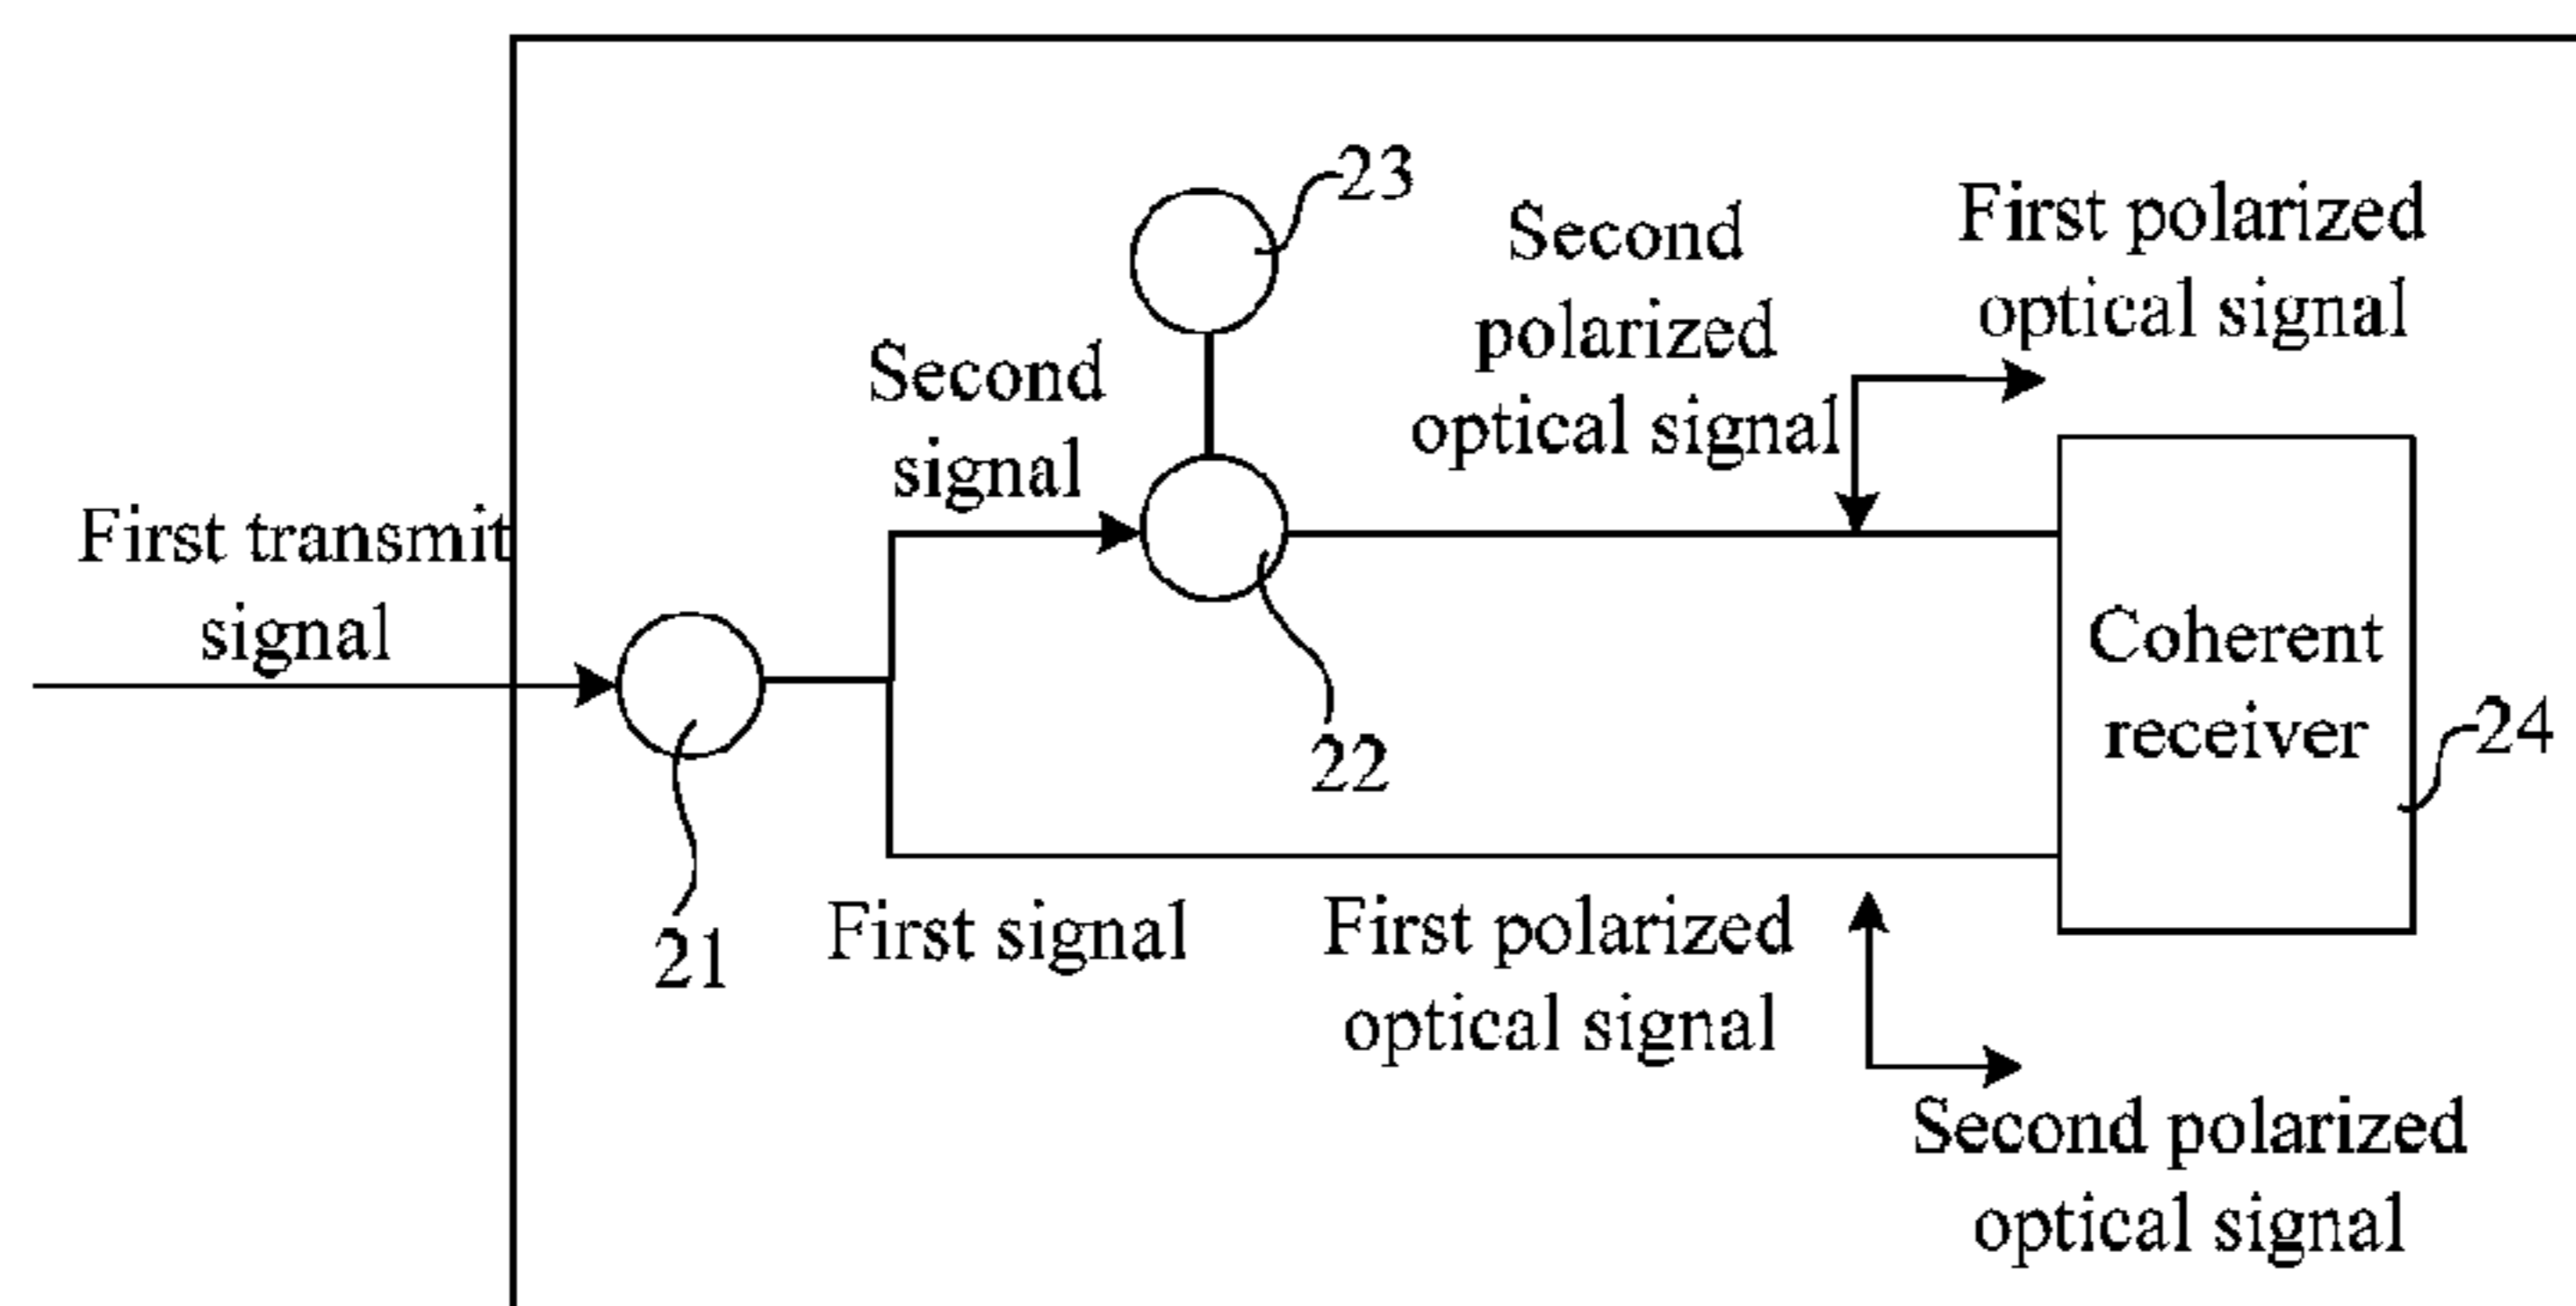 First transmit
signal
21
Second
signal
First signal
23
22
Second
polarized
optical signal
First polarized
optical signal
First polarized
optical signal
Second polarized
optical signal
Coherent
receiver
24